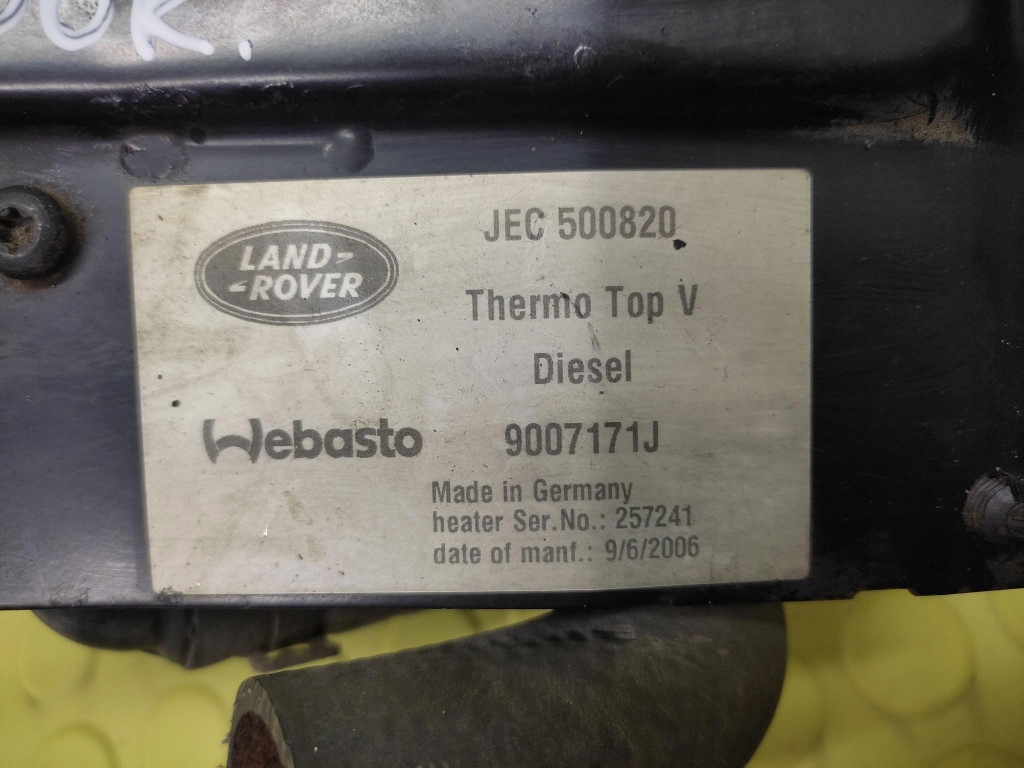 JEC 500820
LAND
ROVER
Thermo Top V
Diesel
Webasto 9007171J
Made in Germany
heater Ser.No.: 257241
date of manf.: 9/6/2006